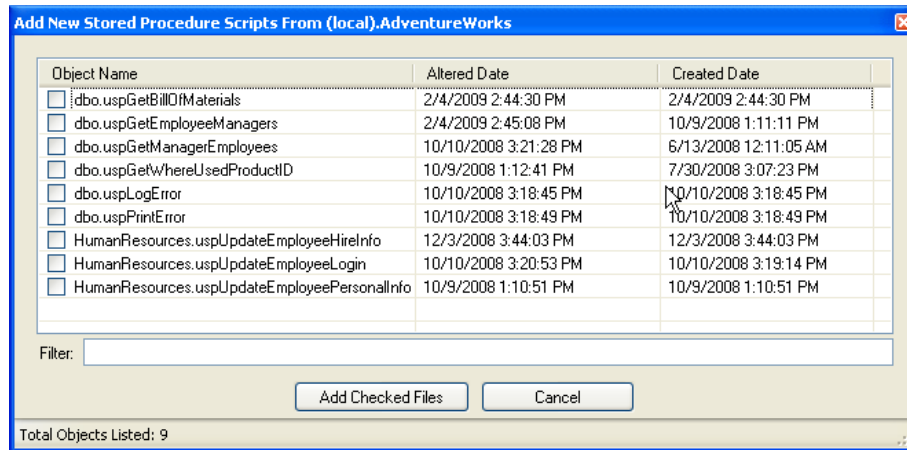 Add New Stored Procedure Scripts From (local).AdventureWorks
Object Name Altered Date Created Date
dbo.uspGetBillOfMaterials 2/4/2009 2:44:30 PM 2/4/2009 2:44:30 PM
dbo.uspGetEmployeeManagers 2/4/2009 2:45:08 PM 10/9/2008 1:11:11 PM
dbo.uspGetManagerEmployees 10/10/2008 3:21:28 PM 6/13/2008 12:11:05 AM
dbo.uspGetWhereUsedProductID 10/9/2008 1:12:41 PM 7/30/2008 3:07:23 PM
dbo.uspLogError 10/10/2008 3:18:45 PM 10/10/2008 3:18:45 PM
dbo.uspPrintError 10/10/2008 3:18:49 PM 10/10/2008 3:18:49 PM
HumanResources.uspUpdateEmployeeHireInfo 12/3/2008 3:44:03 PM 12/3/2008 3:44:03 PM
HumanResources.uspUpdateEmployeeLogin 10/10/2008 3:20:53 PM 10/10/2008 3:19:14 PM
HumanResources.uspUpdateEmployeePersonalInfo 10/9/2008 1:10:51 PM 10/9/2008 1:10:51 PM
Filter:
Add Checked Files Cancel
Total Objects Listed: 9